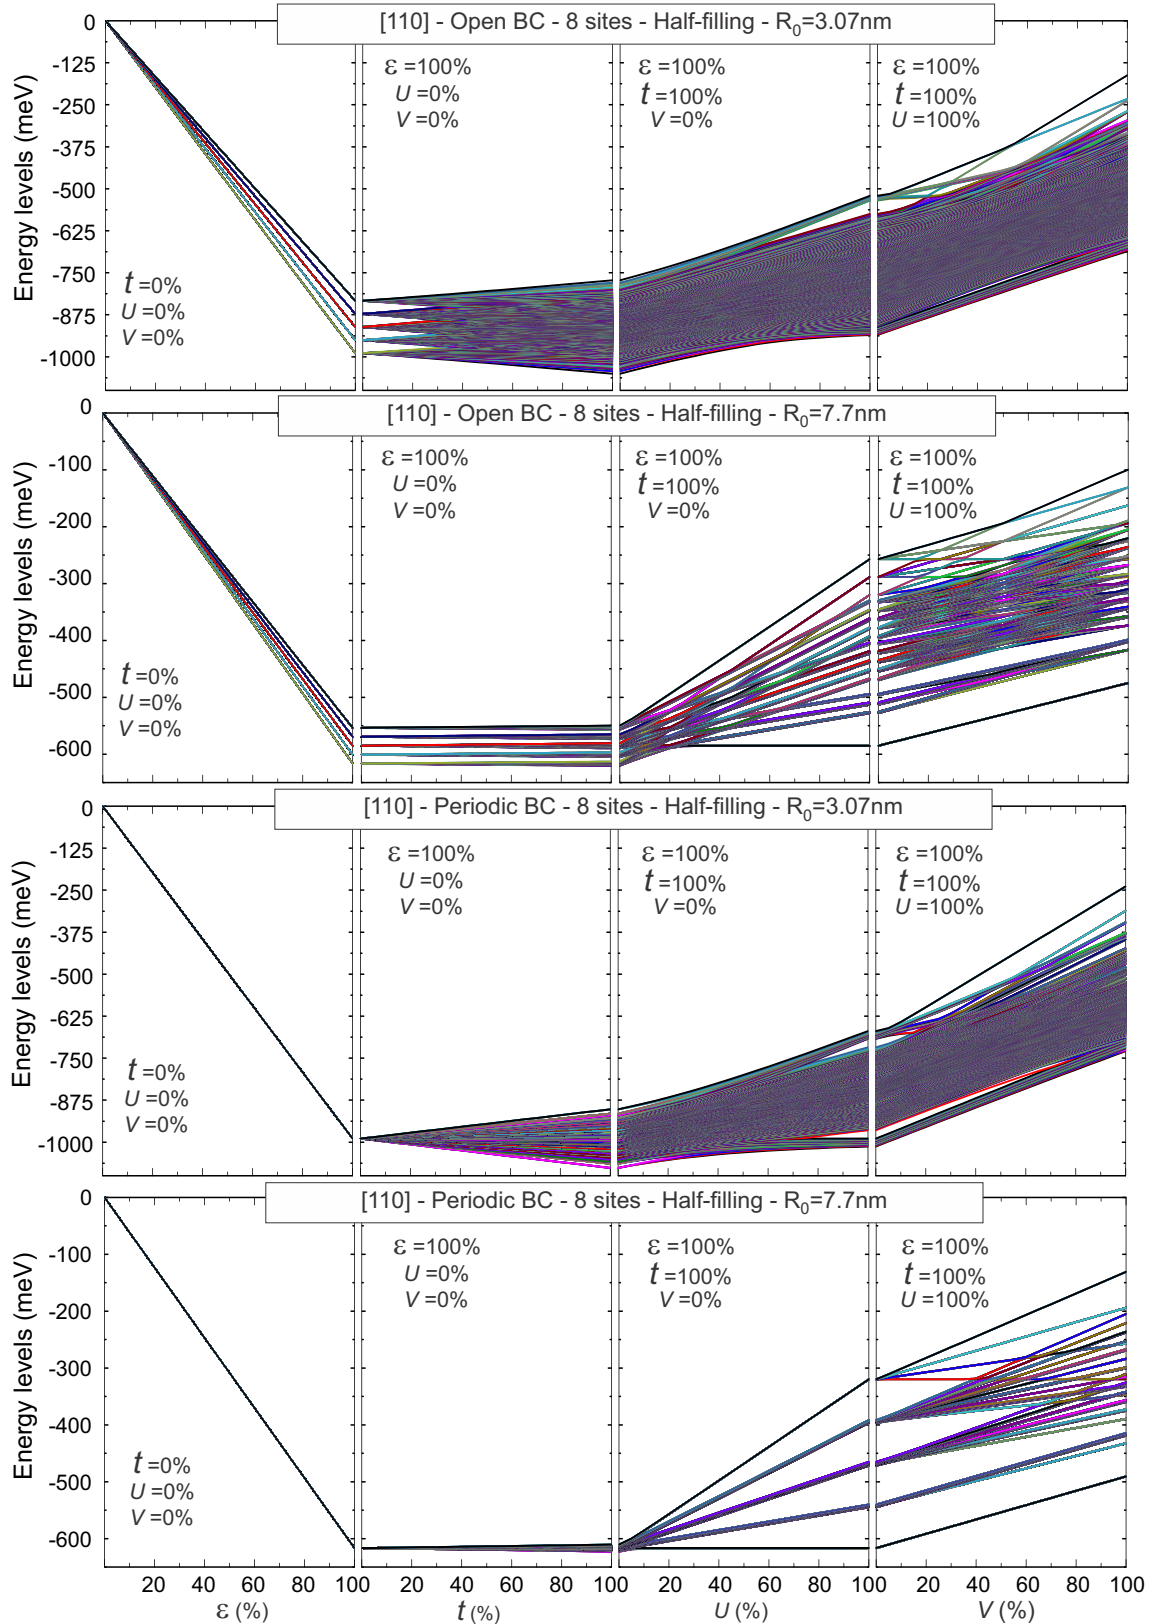 [110] - Open BC - 8 sites - Half-filling - R0=3.07nm
Energy levels (meV)
0
-125
-250
-375
-500
-625
-750
-875
-1000
t =0%
U =0%
V =0%
ε =100%
U =0%
V =0%
ε =100%
t =100%
V =0%
ε =100%
t =100%
U =100%
[110] - Open BC - 8 sites - Half-filling - R0=7.7nm
Energy levels (meV)
0
-100
-200
-300
-400
-500
-600
t =0%
U =0%
V =0%
ε =100%
U =0%
V =0%
ε =100%
t =100%
V =0%
ε =100%
t =100%
U =100%
[110] - Periodic BC - 8 sites - Half-filling - R0=3.07nm
Energy levels (meV)
0
-125
-250
-375
-500
-625
-750
-875
-1000
t =0%
U =0%
V =0%
ε =100%
U =0%
V =0%
ε =100%
t =100%
V =0%
ε =100%
t =100%
U =100%
[110] - Periodic BC - 8 sites - Half-filling - R0=7.7nm
Energy levels (meV)
0
-100
-200
-300
-400
-500
-600
t =0%
U =0%
V =0%
ε =100%
U =0%
V =0%
ε =100%
t =100%
V =0%
ε =100%
t =100%
U =100%
20 40 60 80 100 20 40 60 80 100 20 40 60 80 100 20 40 60 80 100
ε (%) t (%) U (%) V (%)